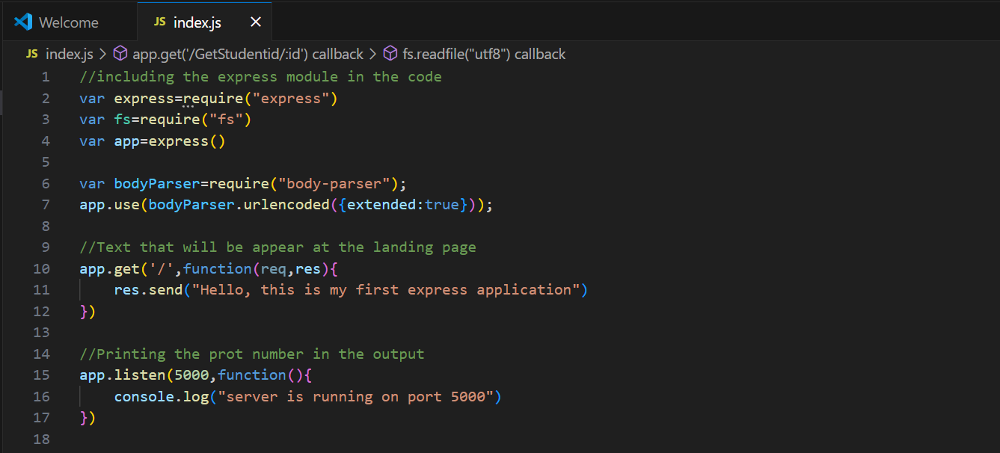 Welcome
JS index.js
JS index.js > app.get('/GetStudentid/:id') callback > fs.readfile("utf8") callback
1 //including the express module in the code
2 var express=require("express")
3 var fs=require("fs")
4 var app=express()
5
6 var bodyParser=require("body-parser");
7 app.use(bodyParser.urlencoded({extended:true}));
8
9 //Text that will be appear at the landing page
10 app.get('/',function(req,res){
11     res.send("Hello, this is my first express application")
12 })
13
14 //Printing the prot number in the output
15 app.listen(5000,function(){
16     console.log("server is running on port 5000")
17 })
18